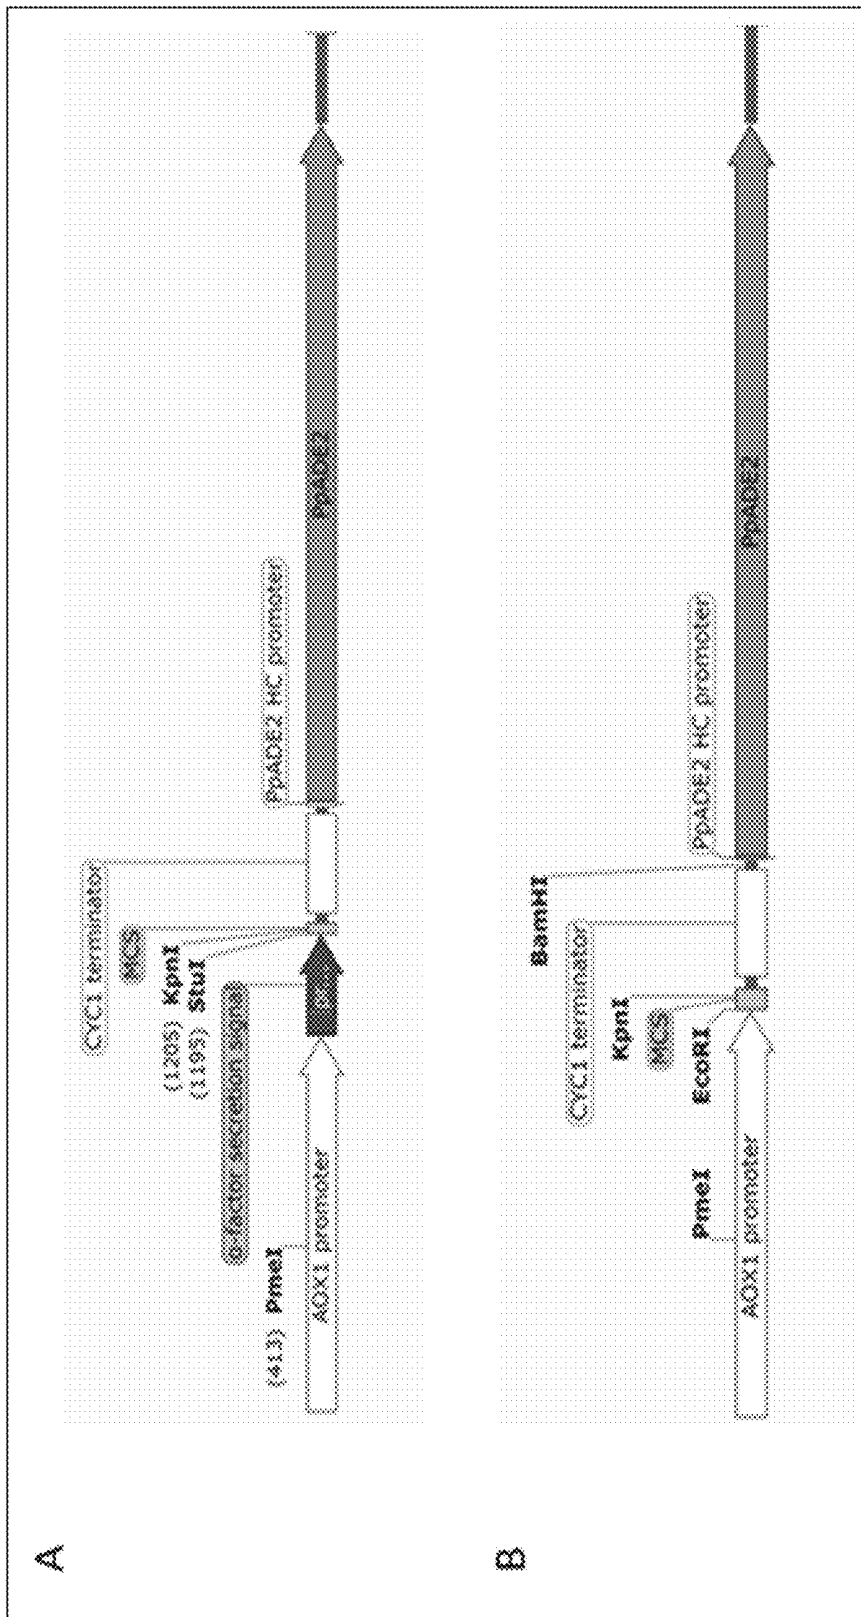 A
CYC1 terminator
MCS
(1205) KpnI
(1195) StuI
α-factor secretion signal
(413) PmeI
AOX1 promoter
PpADE2 HC promoter
PpADE2
B
BamHI
CYC1 terminator
KpnI
MCS
EcoRI
PmeI
AOX1 promoter
PpADE2 HC promoter
PpADE2